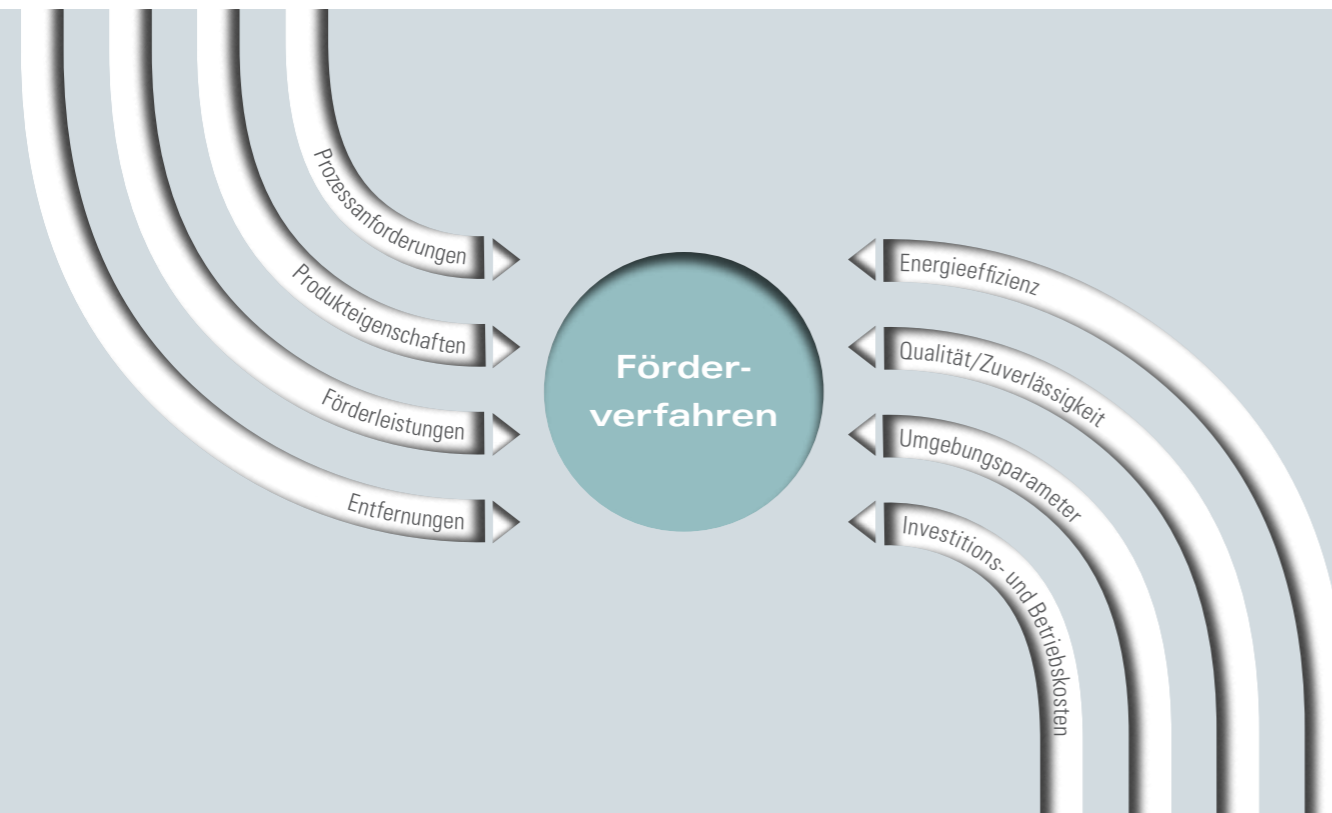 Prozessanforderungen
Produkteigenschaften
Förderleistungen
Entfernungen
Förder-
verfahren
Energieeffizienz
Qualität/Zuverlässigkeit
Umgebungsparameter
Investitions- und Betriebskosten